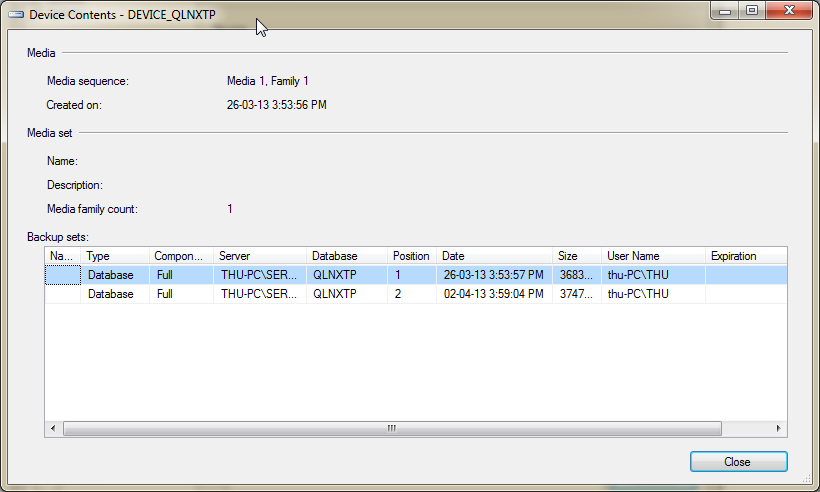 Device Contents - DEVICE_QLNXTP
Media
Media sequence: Media 1, Family 1
Created on: 26-03-13 3:53:56 PM
Media set
Name:
Description:
Media family count: 1
Backup sets:
Na... Type Compon... Server Database Position Date Size User Name Expiration
Database Full THU-PC\SER... QLNXTP 1 26-03-13 3:53:57 PM 3683... thu-PC\THU
Database Full THU-PC\SER... QLNXTP 2 02-04-13 3:59:04 PM 3747... thu-PC\THU
Close